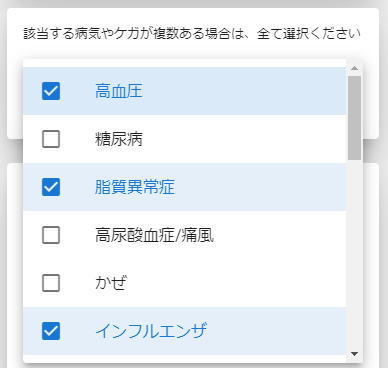 該当する病気やケガが複数ある場合は、全て選択ください
高血圧
糖尿病
脂質異常症
高尿酸血症/痛風
かぜ
インフルエンザ